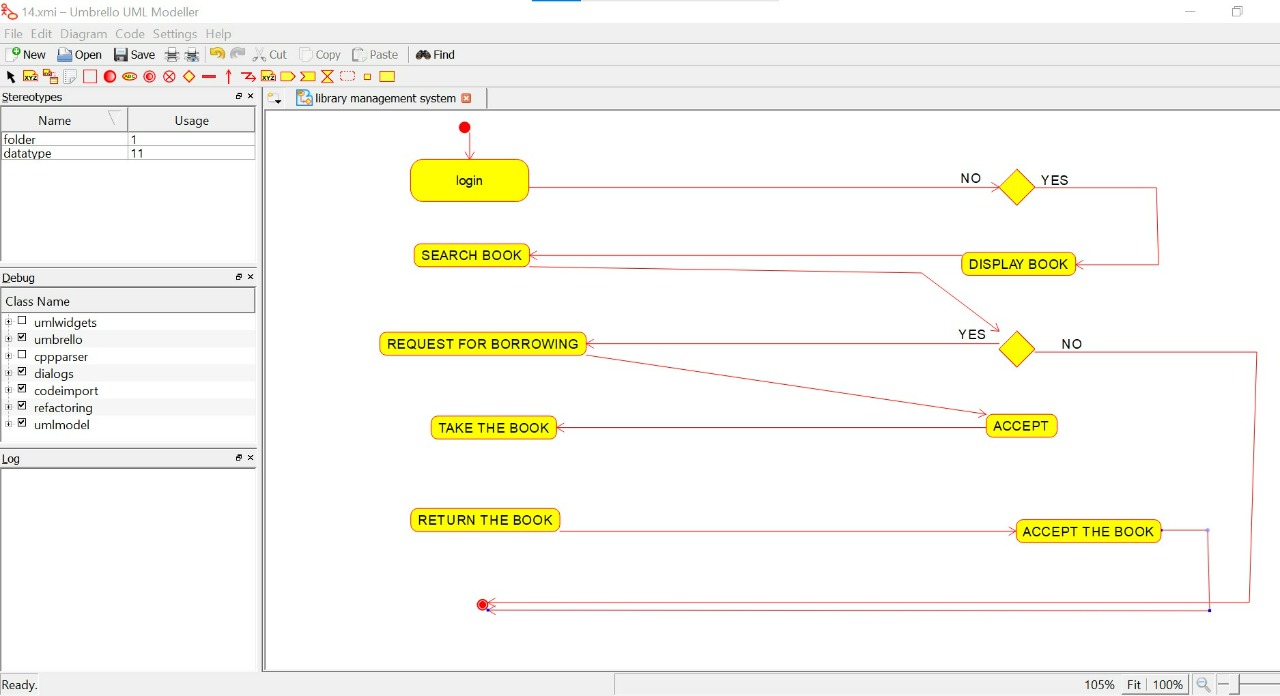 14.xmi – Umbrello UML Modeller
File Edit Diagram Code Settings Help
New Open Save Cut Copy Paste Find
Stereotypes
library management system
Name Usage
folder 1
datatype 11
Debug
Class Name
umlwidgets
umbrello
cppparser
dialogs
codeimport
refactoring
umlmodel
Log
login
NO
YES
SEARCH BOOK
DISPLAY BOOK
REQUEST FOR BORROWING
YES
NO
TAKE THE BOOK
ACCEPT
RETURN THE BOOK
ACCEPT THE BOOK
Ready.
105% Fit 100%